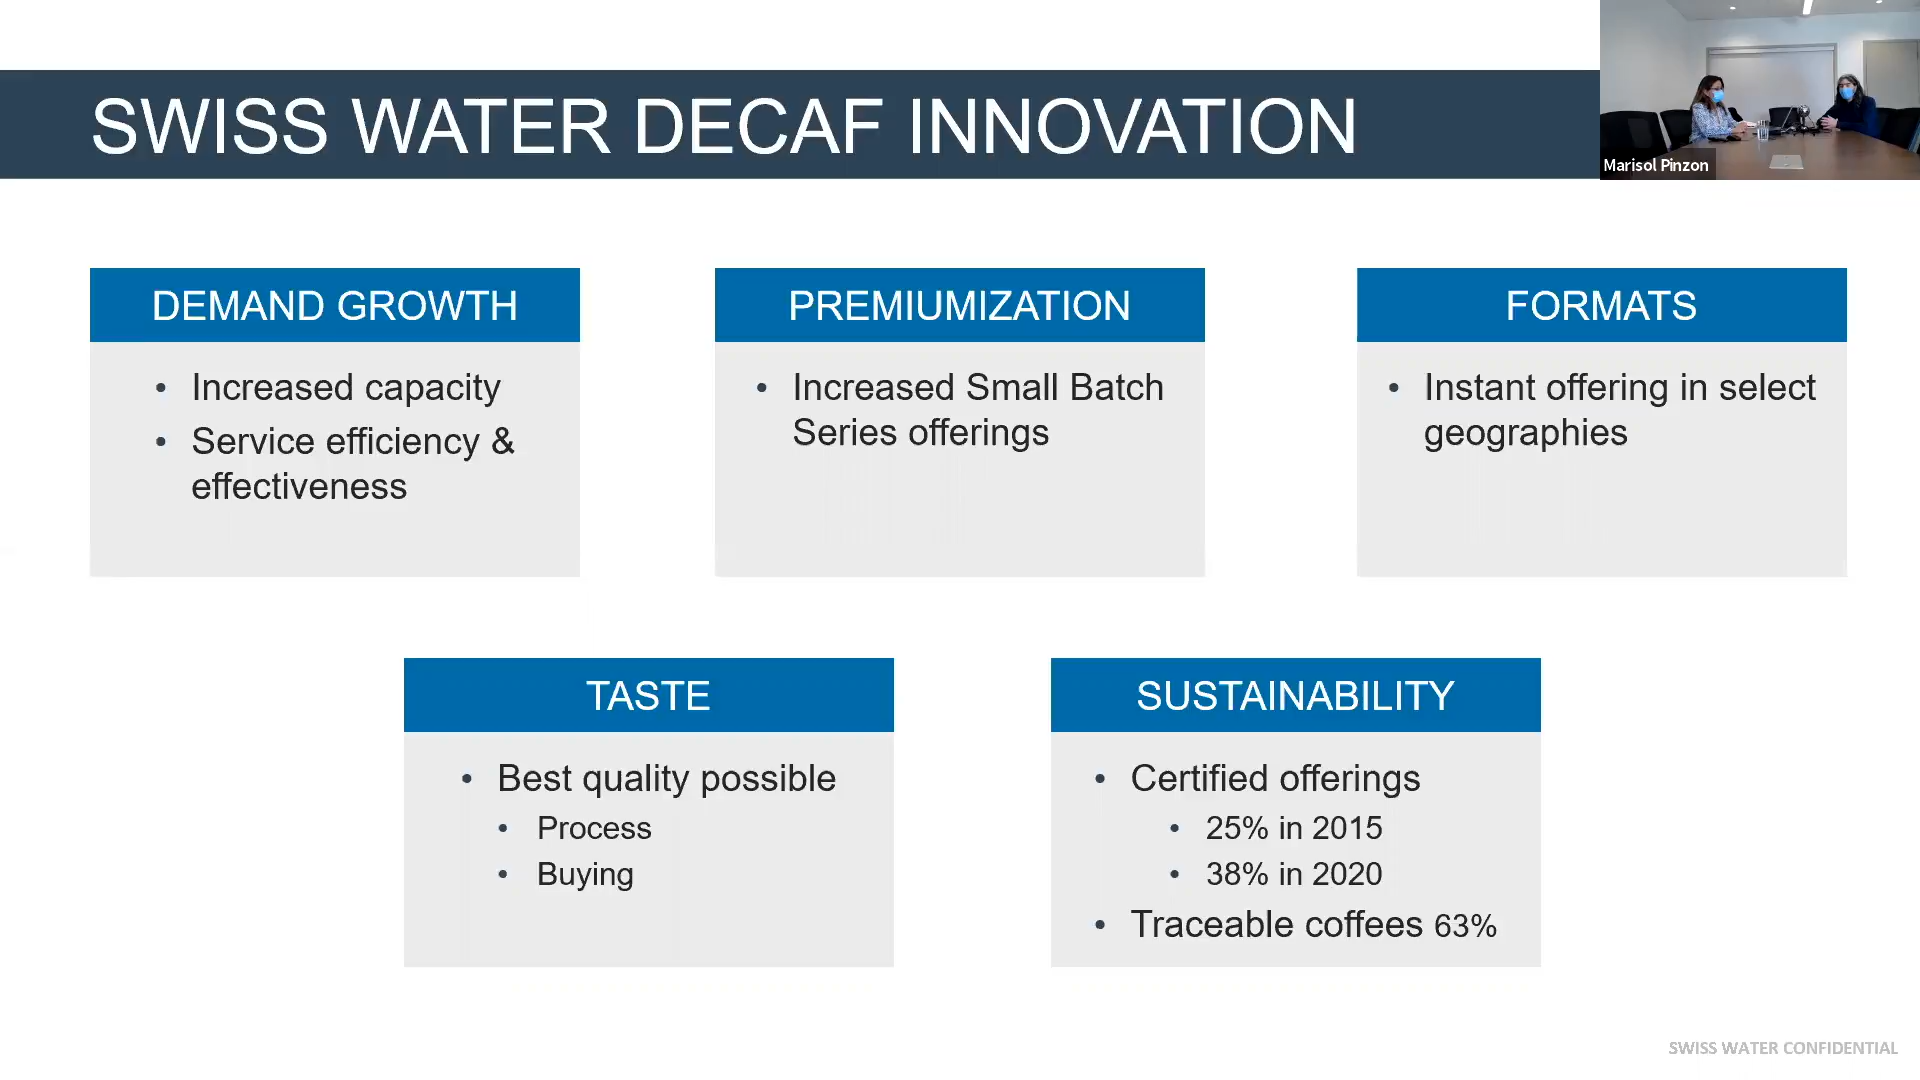 SWISS WATER DECAF INNOVATION
Marisol Pinzon
DEMAND GROWTH
• Increased capacity
• Service efficiency &
effectiveness
PREMIUMIZATION
• Increased Small Batch
Series offerings
FORMATS
• Instant offering in select
geographies
TASTE
• Best quality possible
• Process
• Buying
SUSTAINABILITY
• Certified offerings
• 25% in 2015
• 38% in 2020
• Traceable coffees 63%
SWISS WATER CONFIDENTIAL